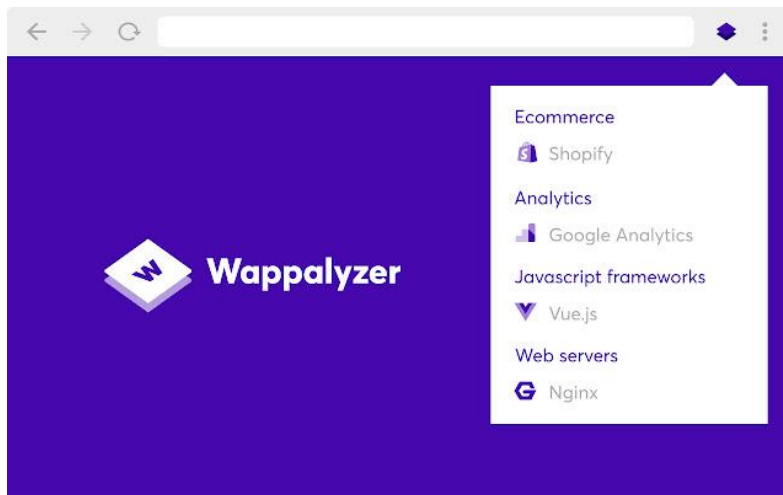 W
Wappalyzer
Ecommerce
Shopify
Analytics
Google Analytics
Javascript frameworks
Vue.js
Web servers
Nginx